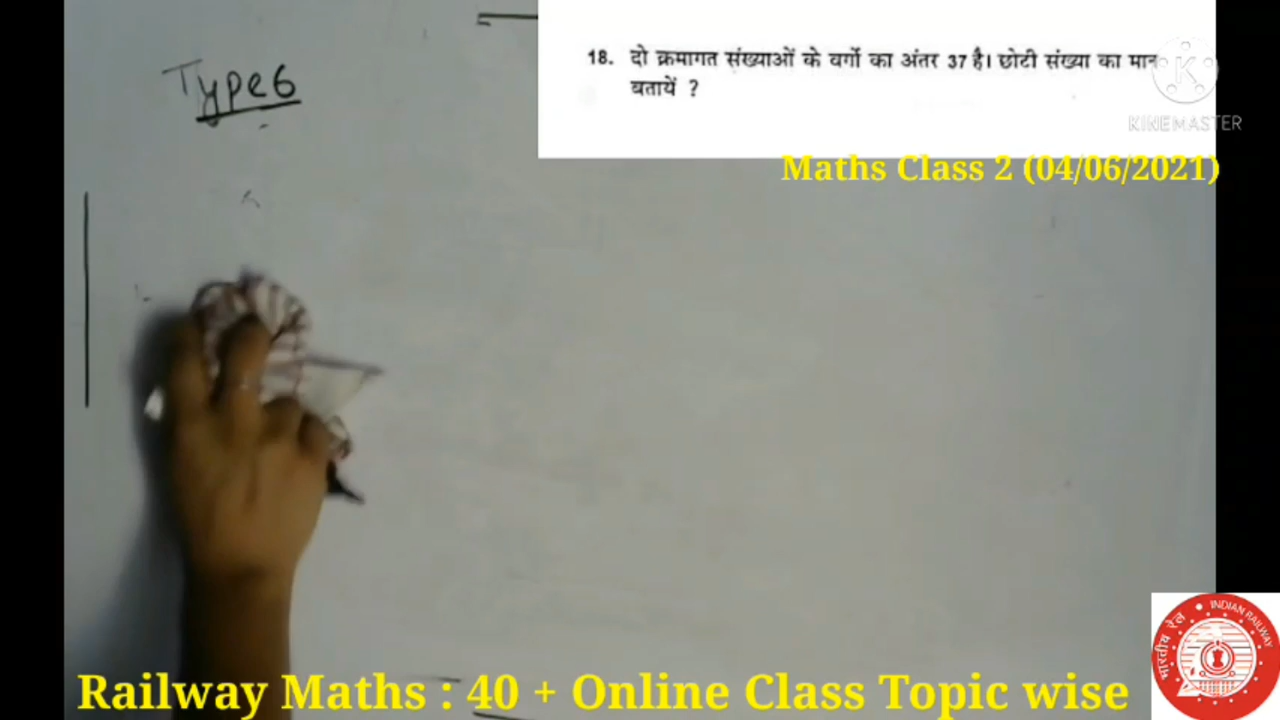 Type6
18. दो क्रमागत संख्याओं के वर्गो का अंतर 37 है। छोटी संख्या का मान
बतायें ?
KINEMASTER
Maths Class 2 (04/06/2021)
भारतीय रेल INDIAN RAILWAY
Railway Maths : 40 + Online Class Topic wise